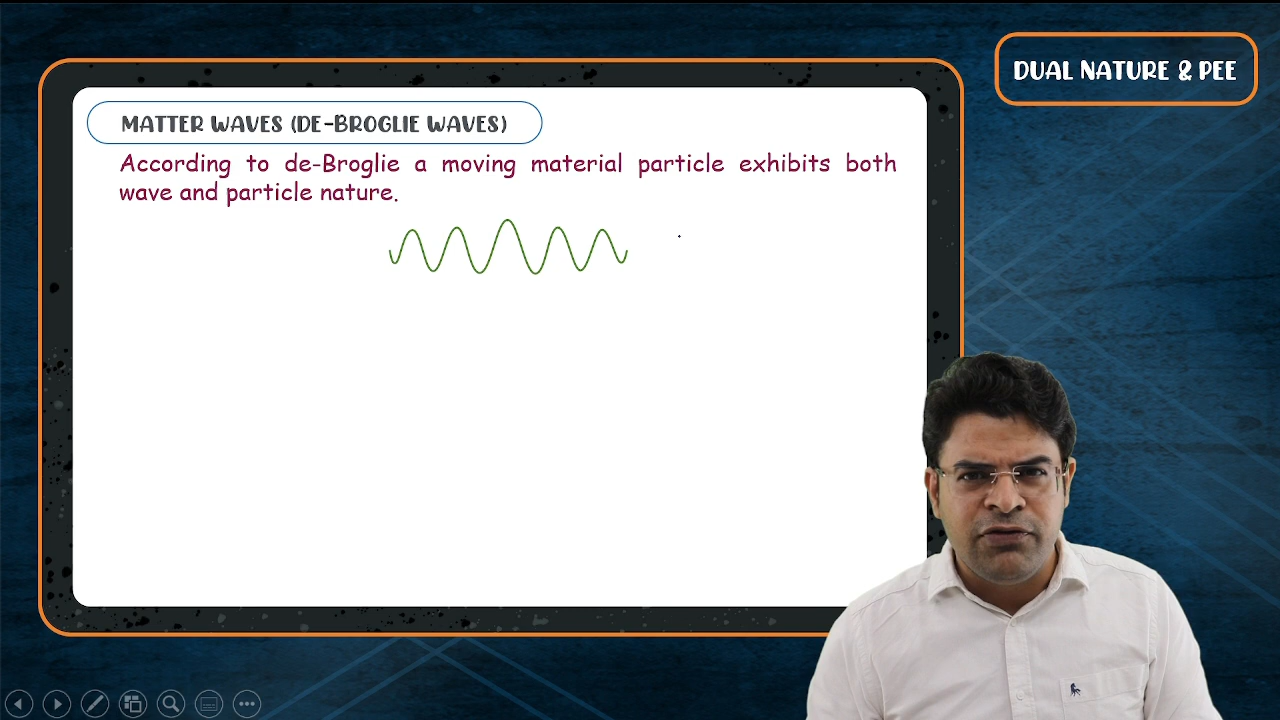 DUAL NATURE & PEE
MATTER WAVES (DE-BROGLIE WAVES)
According to de-Broglie a moving material particle exhibits both
wave and particle nature.